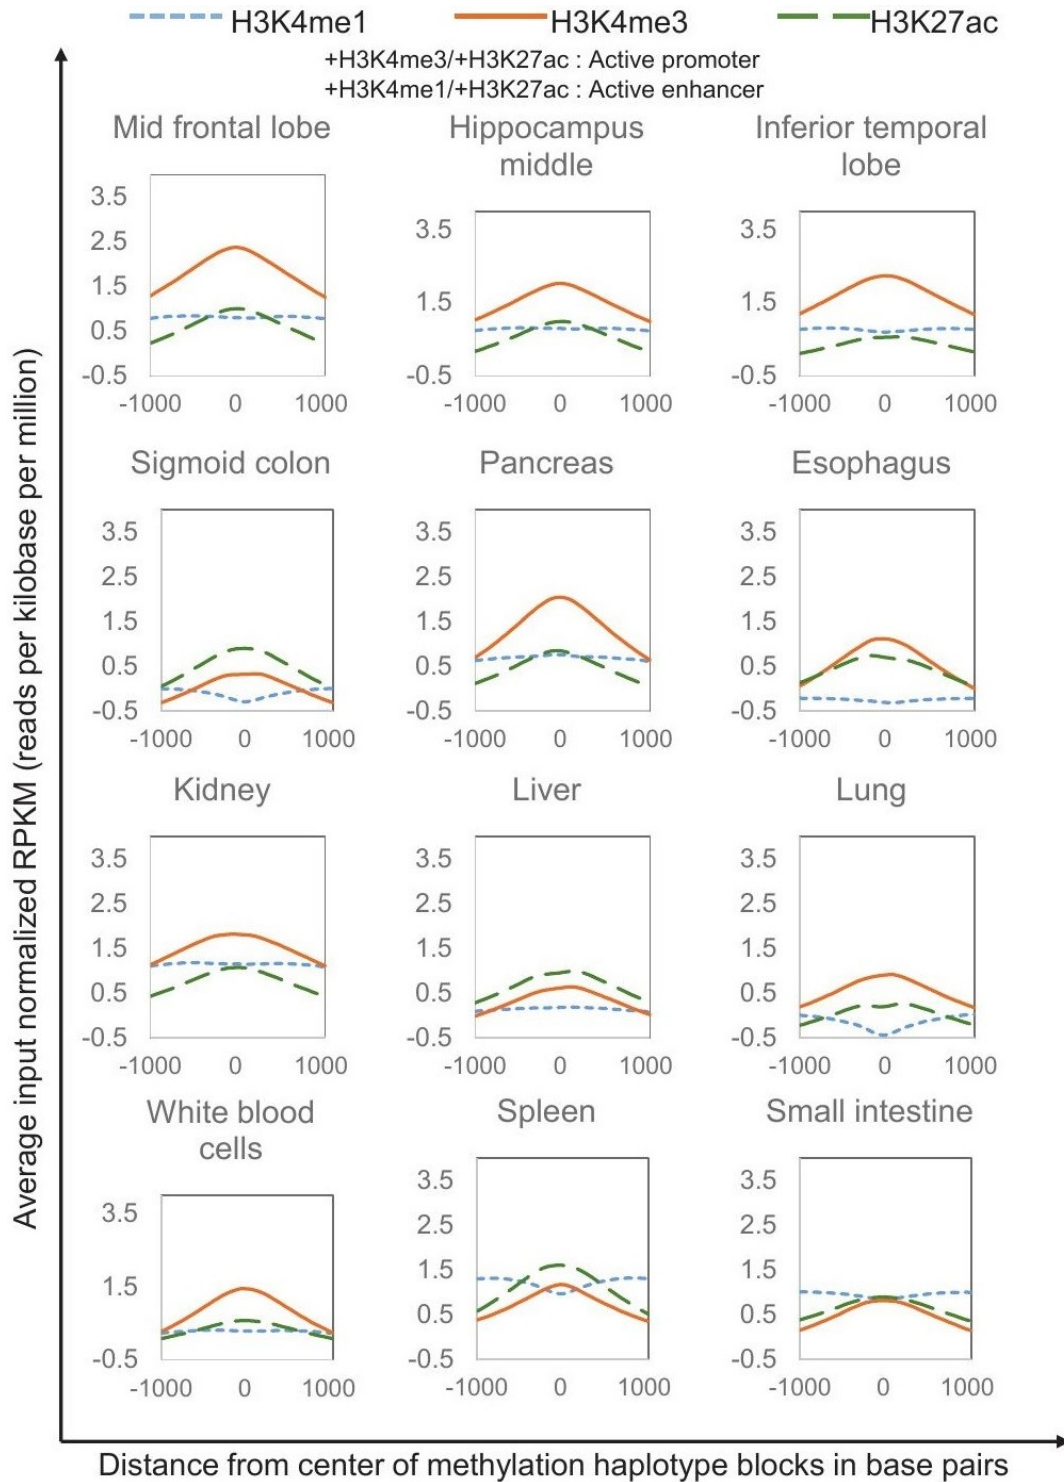 H3K4me1 H3K4me3 H3K27ac
+H3K4me3/+H3K27ac : Active promoter
+H3K4me1/+H3K27ac : Active enhancer
Average input normalized RPKM (reads per kilobase per million)
Mid frontal lobe
3.5
2.5
1.5
0.5
-0.5
-1000 0 1000
Hippocampus
middle
3.5
1.5
-0.5
-1000 0 1000
Inferior temporal
lobe
3.5
1.5
-0.5
-1000 0 1000
Sigmoid colon
3.5
2.5
1.5
0.5
-0.5
-1000 0 1000
Pancreas
3.5
2.5
1.5
0.5
-0.5
-1000 0 1000
Esophagus
3.5
2.5
1.5
0.5
-0.5
-1000 0 1000
Kidney
3.5
2.5
1.5
0.5
-0.5
-1000 0 1000
Liver
3.5
2.5
1.5
0.5
-0.5
-1000 0 1000
Lung
3.5
2.5
1.5
0.5
-0.5
-1000 0 1000
White blood
cells
3.5
1.5
-0.5
-1000 0 1000
Spleen
3.5
2.5
1.5
0.5
-0.5
-1000 0 1000
Small intestine
3.5
2.5
1.5
0.5
-0.5
-1000 0 1000
Distance from center of methylation haplotype blocks in base pairs